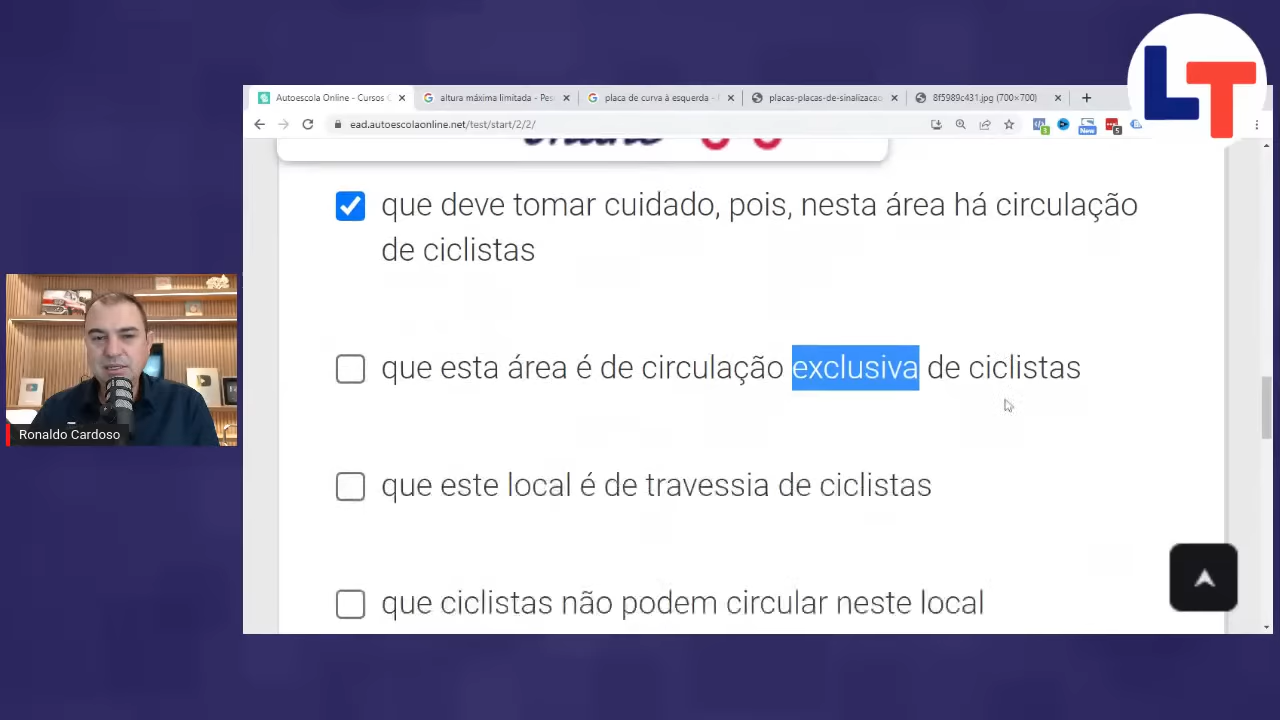 LT
Autoescola Online - Cursos
altura máxima limitada - Pes
placa de curva à esquerda -
placas-placas-de-sinalizaca
8f5989c431.jpg (700×700)
ead.autoescolaonline.net/test/start/2/2/
New
que deve tomar cuidado, pois, nesta área há circulação
de ciclistas
que esta área é de circulação exclusiva de ciclistas
que este local é de travessia de ciclistas
que ciclistas não podem circular neste local
Ronaldo Cardoso